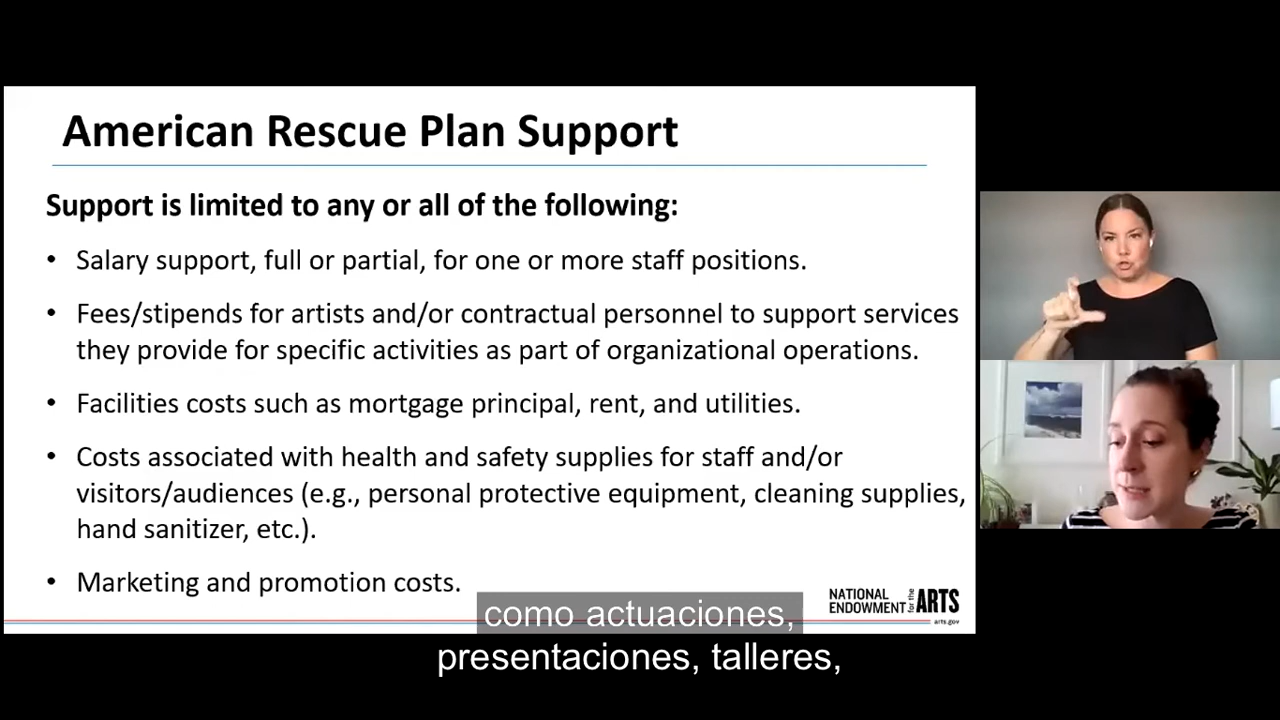 American Rescue Plan Support
Support is limited to any or all of the following:
• Salary support, full or partial, for one or more staff positions.
• Fees/stipends for artists and/or contractual personnel to support services
they provide for specific activities as part of organizational operations.
• Facilities costs such as mortgage principal, rent, and utilities.
• Costs associated with health and safety supplies for staff and/or
visitors/audiences (e.g., personal protective equipment, cleaning supplies,
hand sanitizer, etc.).
• Marketing and promotion costs.
NATIONAL
ENDOWMENT for the ARTS
arts.gov
como actuaciones,
presentaciones, talleres,